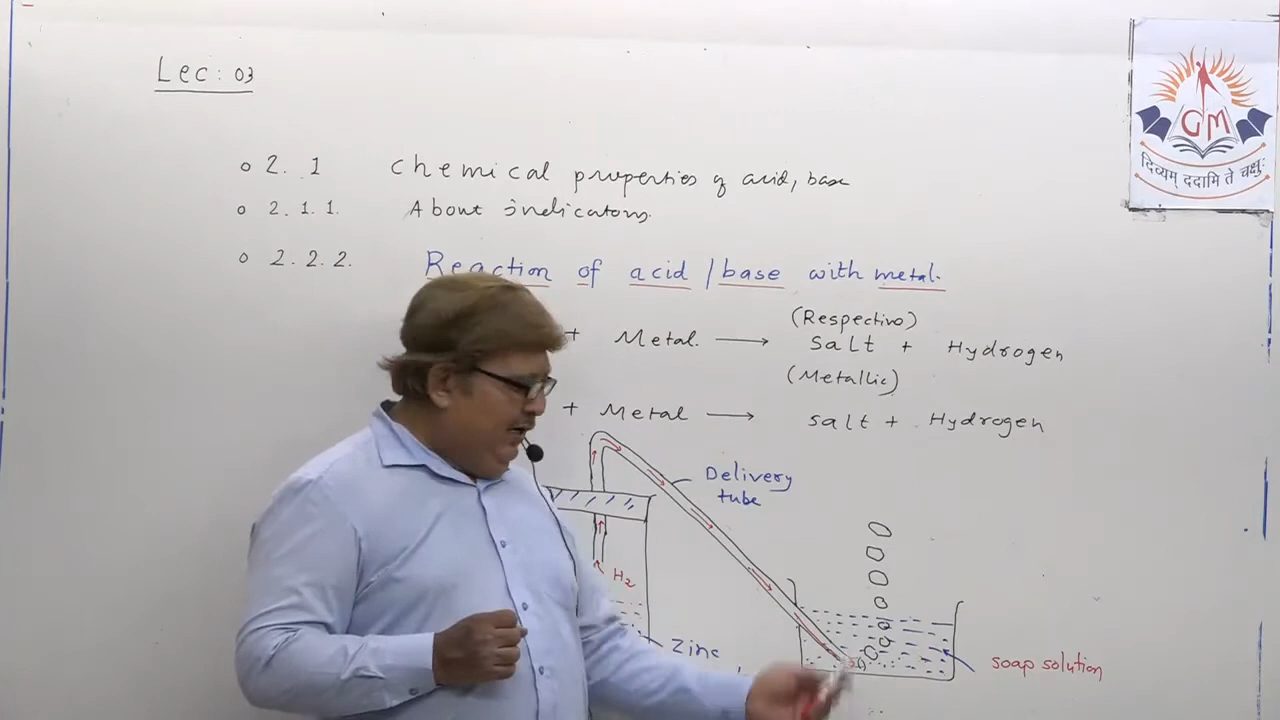 Lec: 03
GM
दिव्यम् ददामि ते चक्षुः
o 2. 1 Chemical properties of acid, base
o 2. 1. 1. About indicators.
o 2. 2. 2. Reaction of acid / base with metal.
(Respective)
+ Metal. → Salt + Hydrogen
(Metallic)
+ Metal → salt + Hydrogen
Delivery
tube
H2
Zinc
soap solution